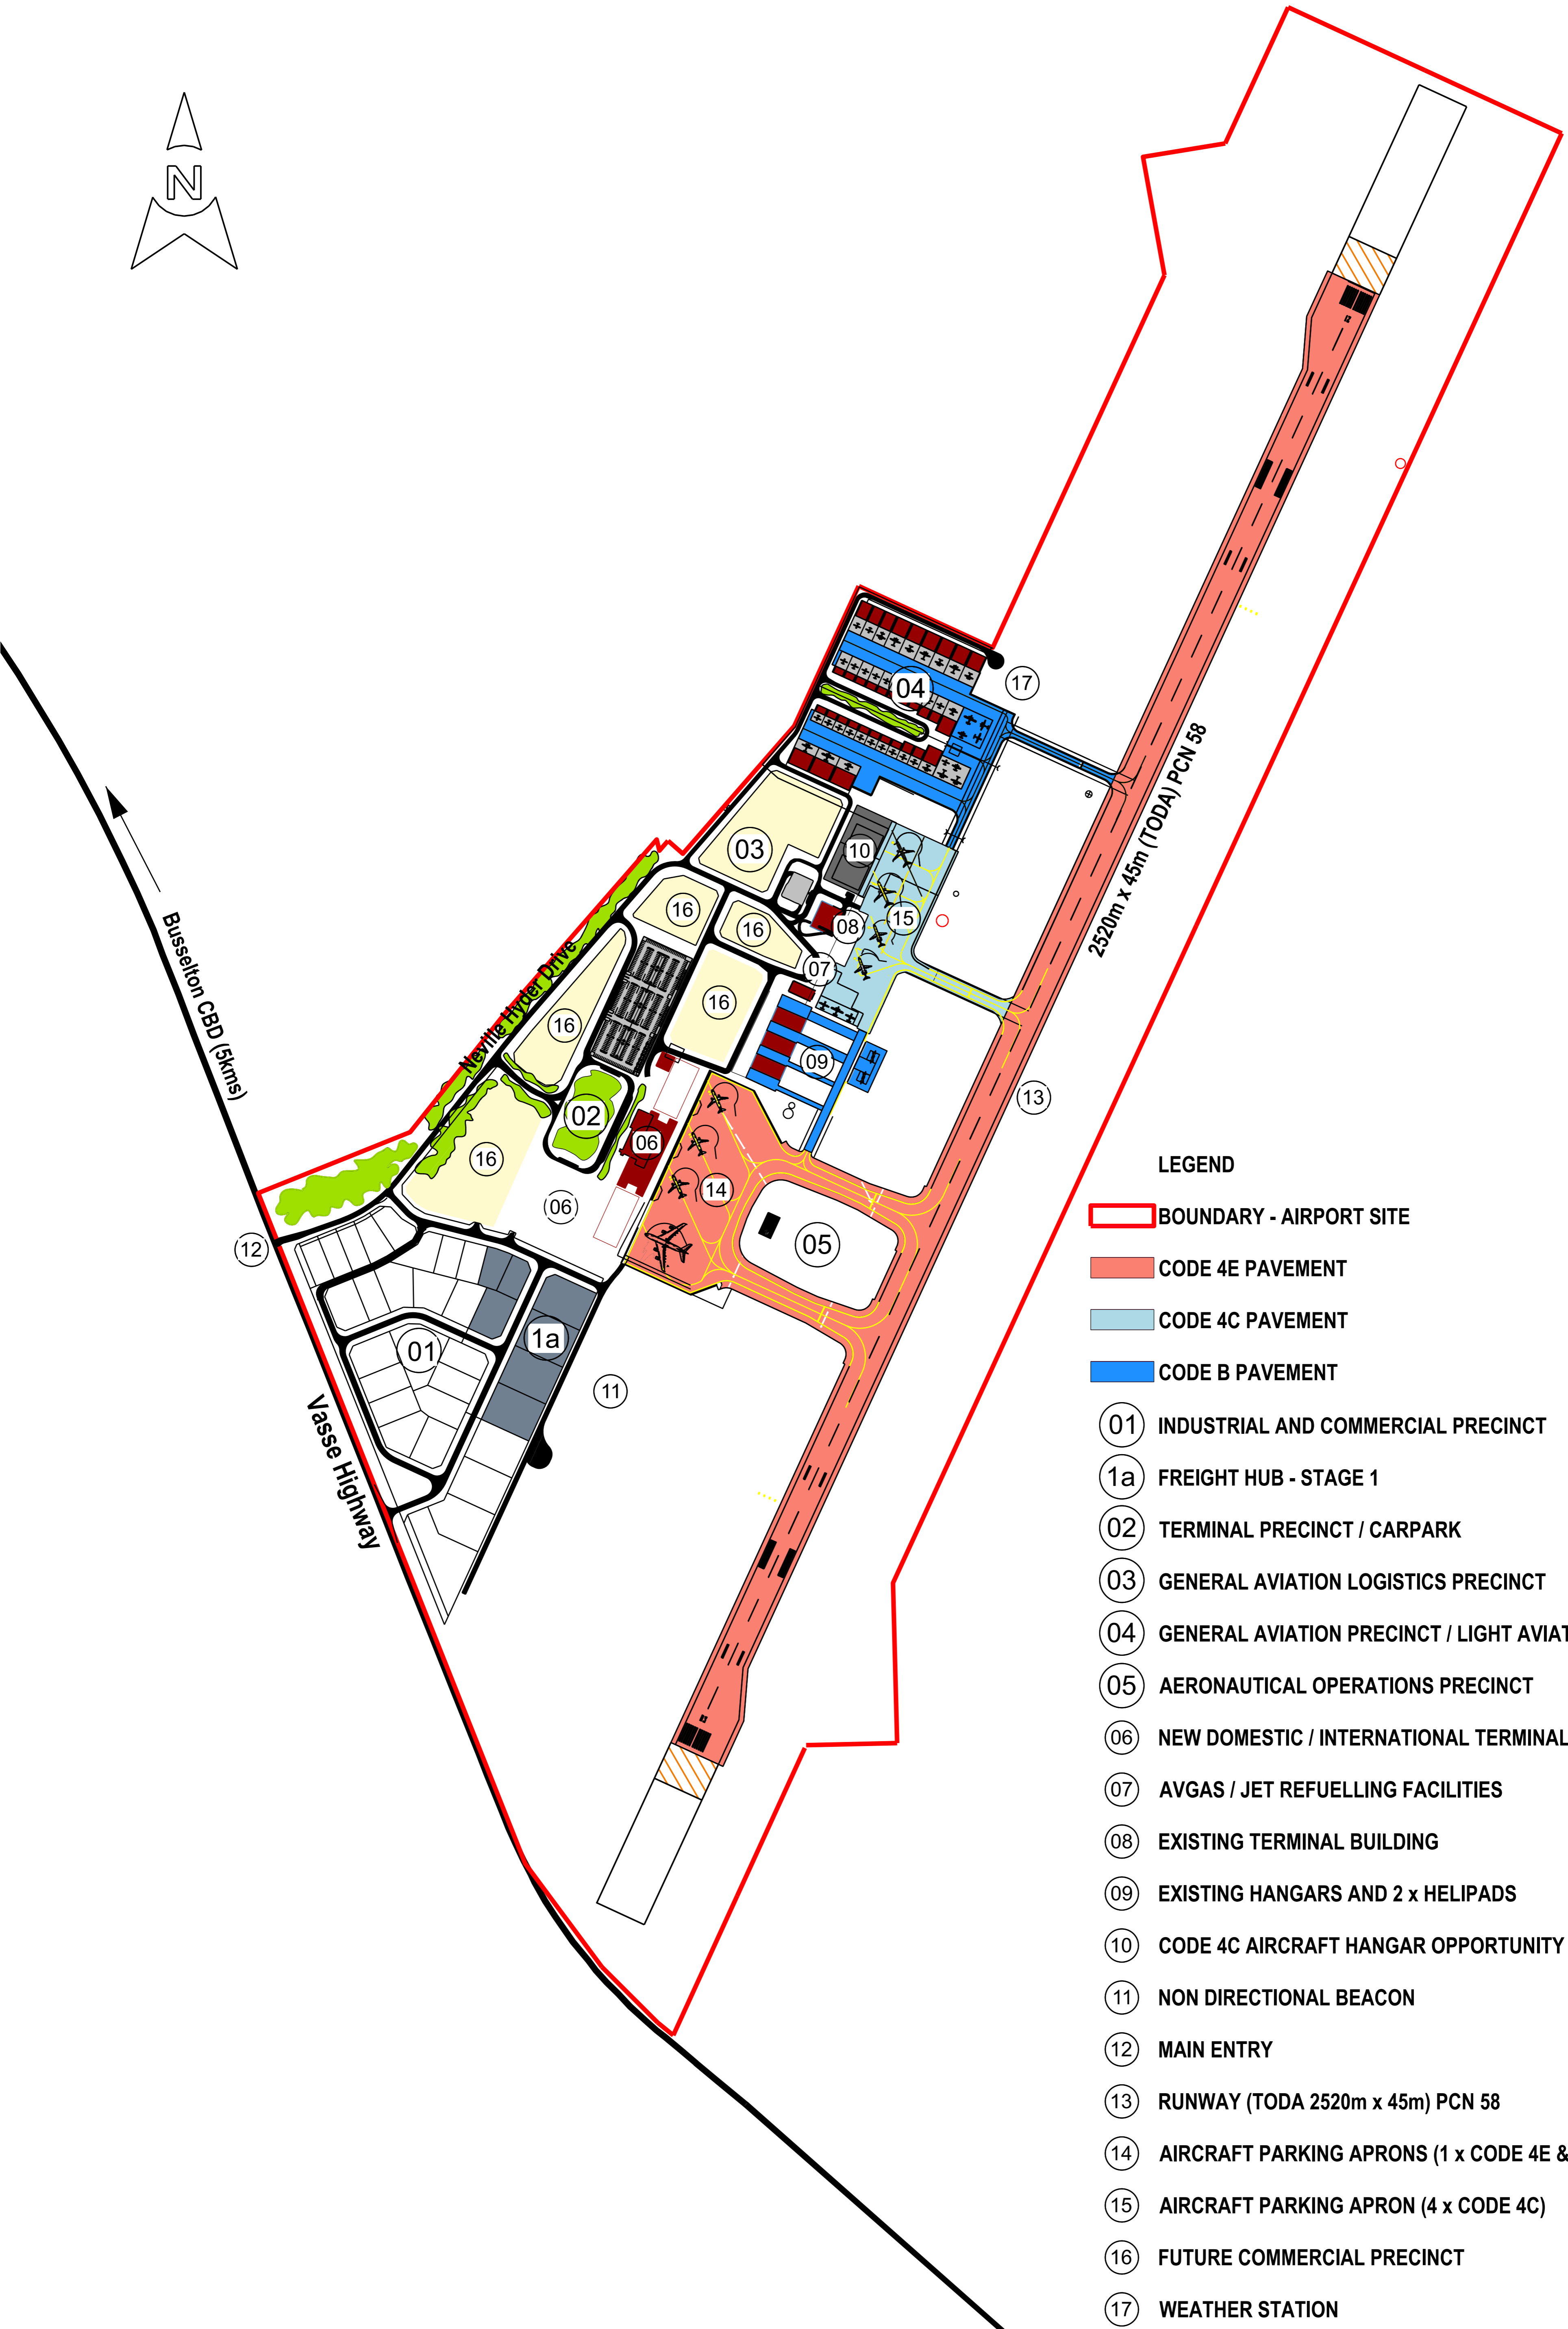 N
04
17
2520m x 45m (TODA) PCN 58
03
10
16
16
08
15
Busselton CBD (5kms)
Neville Hyder Drive
07
16
16
09
13
02
06
16
14
06
05
12
01
1a
11
Vasse Highway
LEGEND
BOUNDARY - AIRPORT SITE
CODE 4E PAVEMENT
CODE 4C PAVEMENT
CODE B PAVEMENT
01 INDUSTRIAL AND COMMERCIAL PRECINCT
1a FREIGHT HUB - STAGE 1
02 TERMINAL PRECINCT / CARPARK
03 GENERAL AVIATION LOGISTICS PRECINCT
04 GENERAL AVIATION PRECINCT / LIGHT
05 AERONAUTICAL OPERATIONS PRECINCT
06 NEW DOMESTIC / INTERNATIONAL TERMINAL
07 AVGAS / JET REFUELLING FACILITIES
08 EXISTING TERMINAL BUILDING
09 EXISTING HANGARS AND 2 x HELIPADS
10 CODE 4C AIRCRAFT HANGAR OPPORTUNITY
11 NON DIRECTIONAL BEACON
12 MAIN ENTRY
13 RUNWAY (TODA 2520m x 45m) PCN 58
14 AIRCRAFT PARKING APRONS (1 x CODE 4E &
15 AIRCRAFT PARKING APRON (4 x CODE 4C)
16 FUTURE COMMERCIAL PRECINCT
17 WEATHER STATION